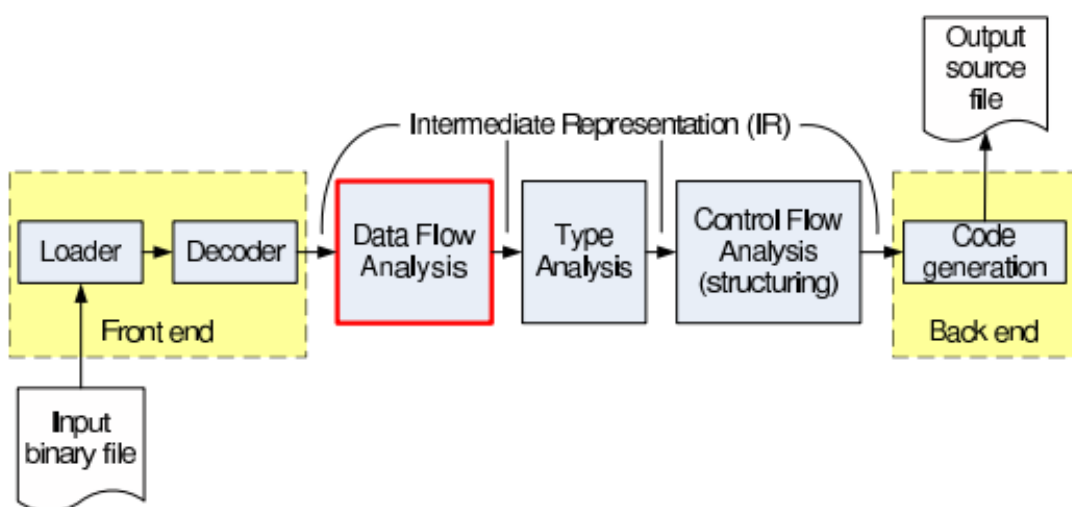 Output
source
file
Intermediate Representation (IR)
Loader
Decoder
Data Flow
Analysis
Type
Analysis
Control Flow
Analysis
(structuring)
Code
generation
Front end
Back end
Input
binary file